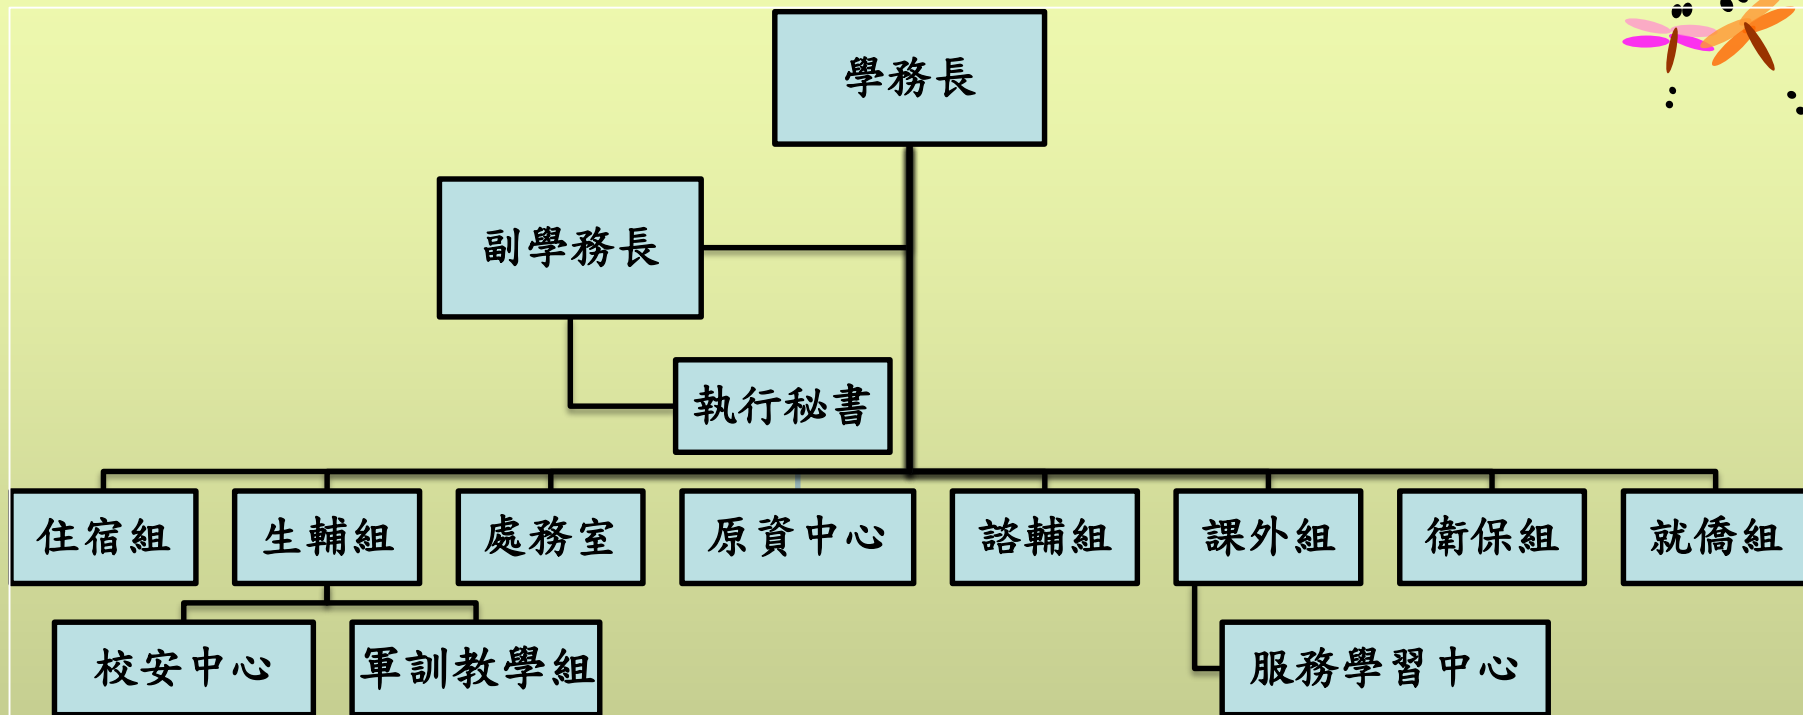 學務長
副學務長
執行秘書
住宿組
生輔組
處務室
原資中心
諮輔組
課外組
衛保組
就僑組
校安中心
軍訓教學組
服務學習中心